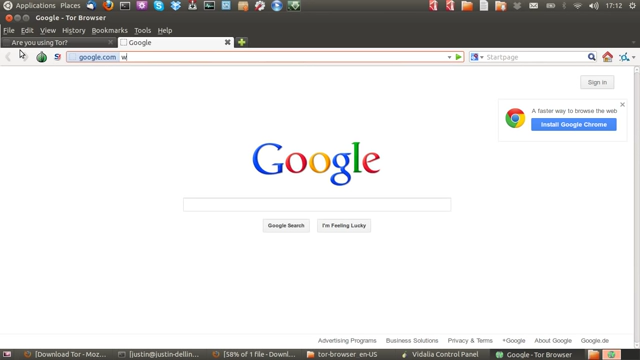 Applications Places 17:12
Google - Tor Browser
File Edit View History Bookmarks Tools Help
Are you using Tor? Google
google.com w Startpage
Sign in
A faster way to browse the web
Install Google Chrome
Google
Google Search I'm Feeling Lucky
Advertising Programs Business Solutions Privacy & Terms +Google About Google Google.de
[Download Tor - Moz... [justin@justin-dellin... [58% of 1 file - Downl... tor-browser_en-US Vidalia Control Panel Google - Tor Browser